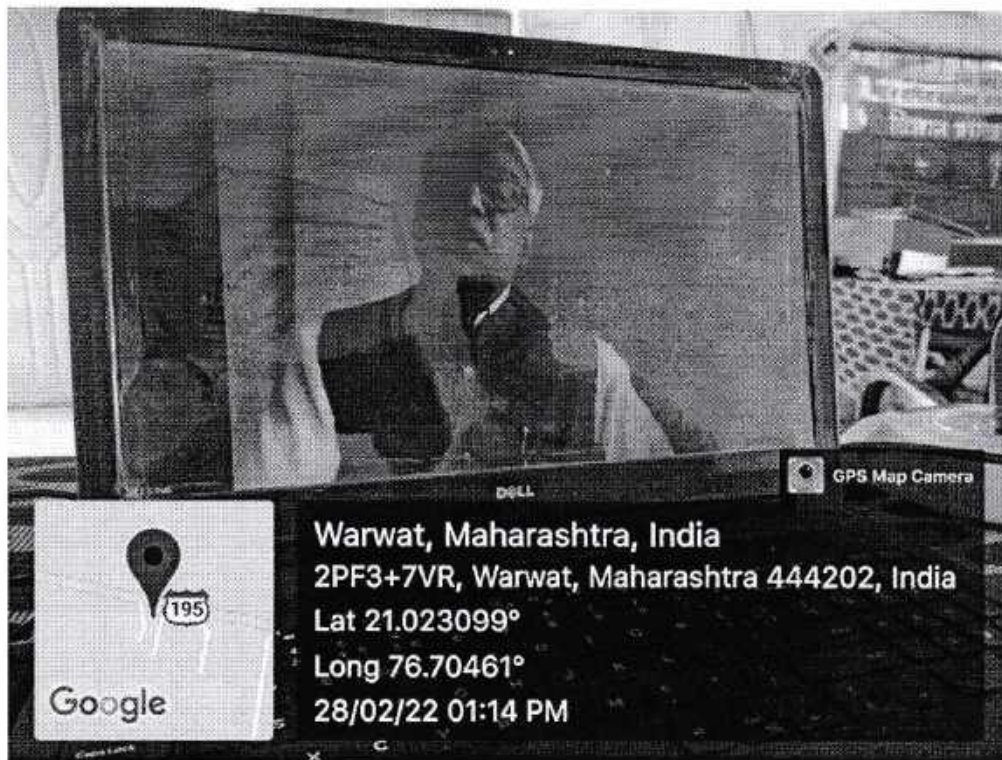 DELL
GPS Map Camera
Warwat, Maharashtra, India
2PF3+7VR, Warwat, Maharashtra 444202, India
Lat 21.023099°
Long 76.70461°
28/02/22 01:14 PM
195
Google